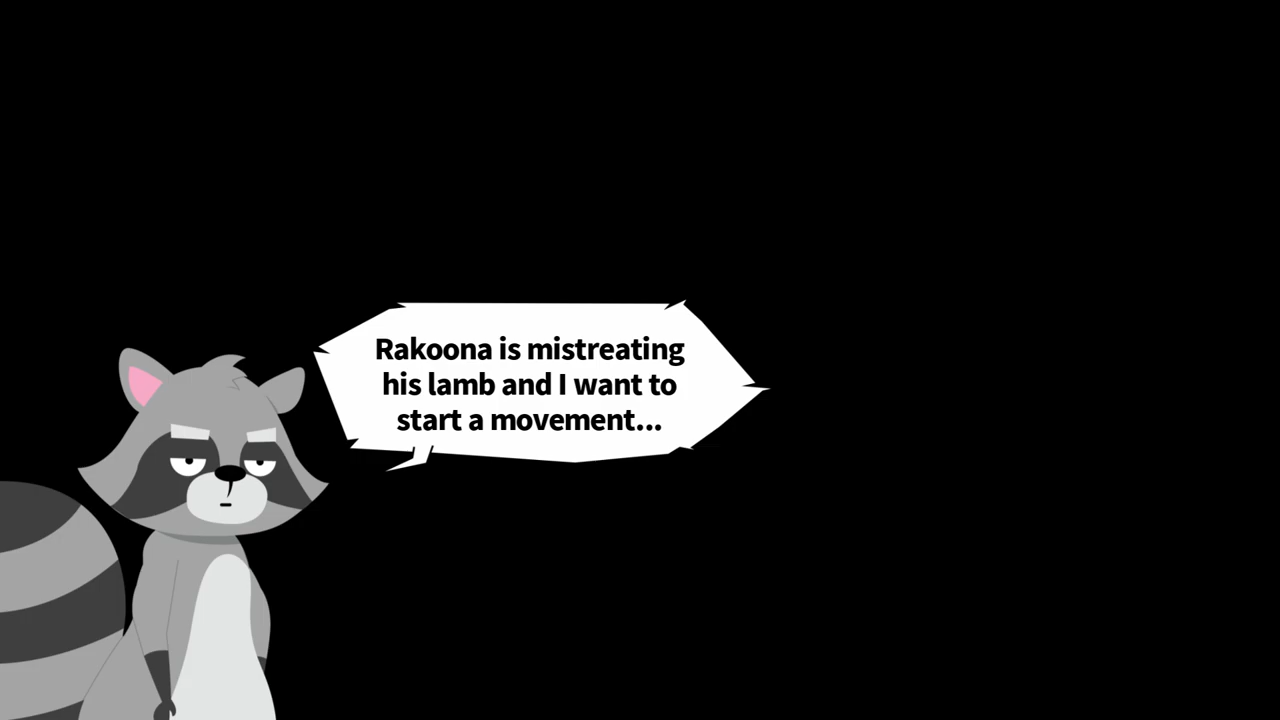 Rakoona is mistreating
his lamb and I want to
start a movement...